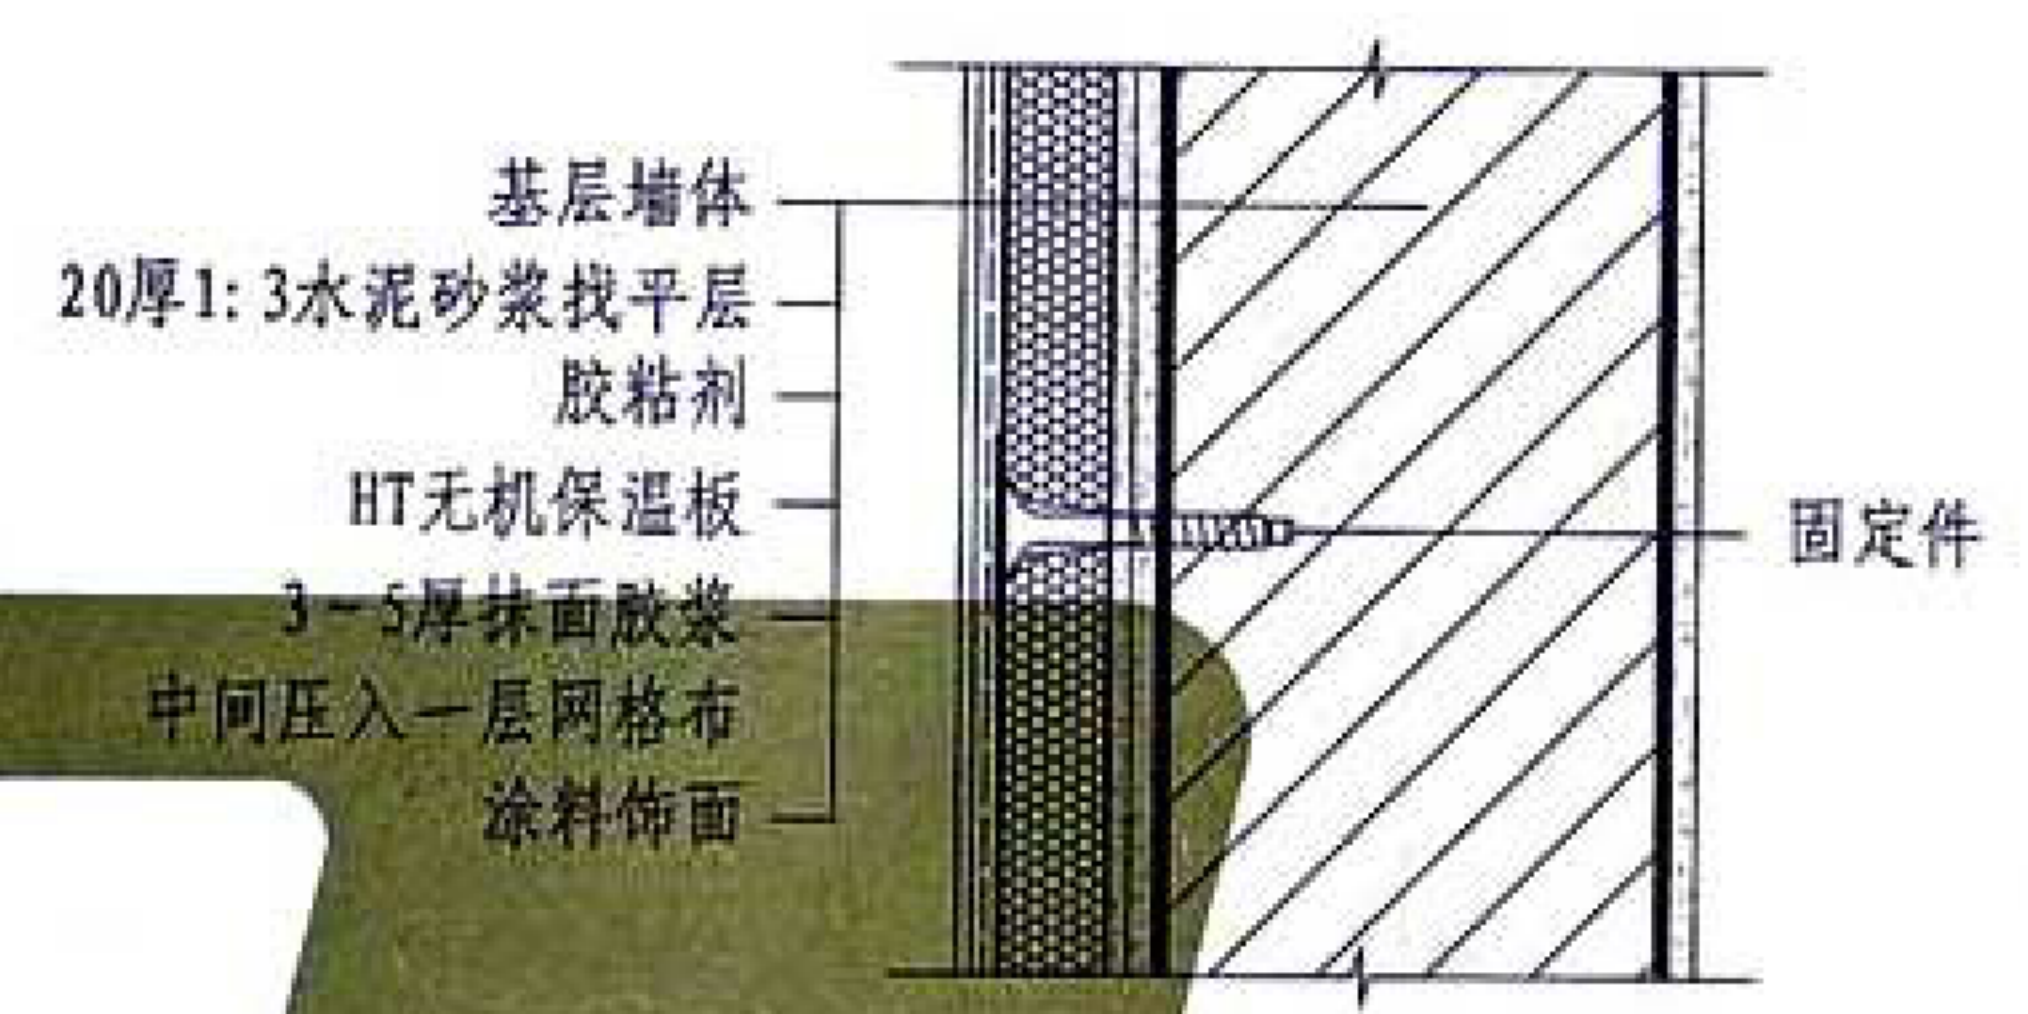 基层墙体
20厚1:3水泥砂浆找平层
胶粘剂
HT无机保温板
3-5厚抹面胶浆
中间压入一层网格布
涂料饰面
固定件